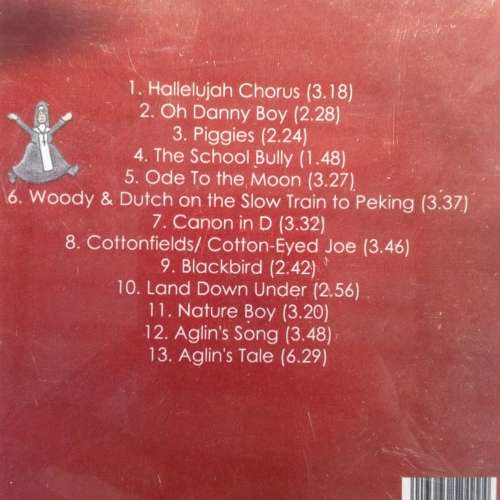 1. Hallelujah Chorus (3.18)
2. Oh Danny Boy (2.28)
3. Piggies (2.24)
4. The School Bully (1.48)
5. Ode To the Moon (3.27)
6. Woody & Dutch on the Slow Train to Peking (3.37)
7. Canon in D (3.32)
8. Cottonfields/ Cotton-Eyed Joe (3.46)
9. Blackbird (2.42)
10. Land Down Under (2.56)
11. Nature Boy (3.20)
12. Aglin's Song (3.48)
13. Aglin's Tale (6.29)